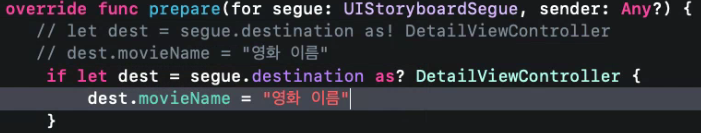 override func prepare(for segue: UIStoryboardSegue, sender: Any?) {
// let dest = segue.destination as! DetailViewController
// dest.movieName = "영화 이름"
if let dest = segue.destination as? DetailViewController {
dest.movieName = "영화 이름"
}